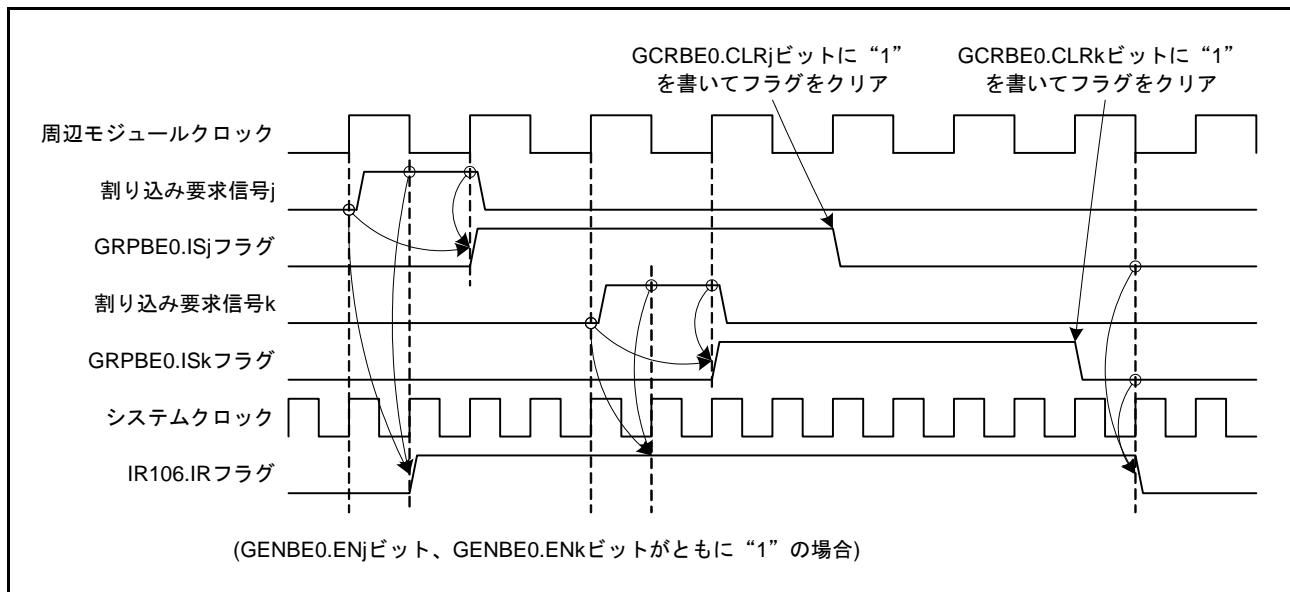 GCRBE0.CLRjビットに“1”
を書いてフラグをクリア
GCRBE0.CLRkビットに“1”
を書いてフラグをクリア
周辺モジュールクロック
割り込み要求信号j
GRPBE0.ISjフラグ
割り込み要求信号k
GRPBE0.ISkフラグ
システムクロック
IR106.IRフラグ
(GENBE0.ENjビット、GENBE0.ENkビットがともに“1”の場合)